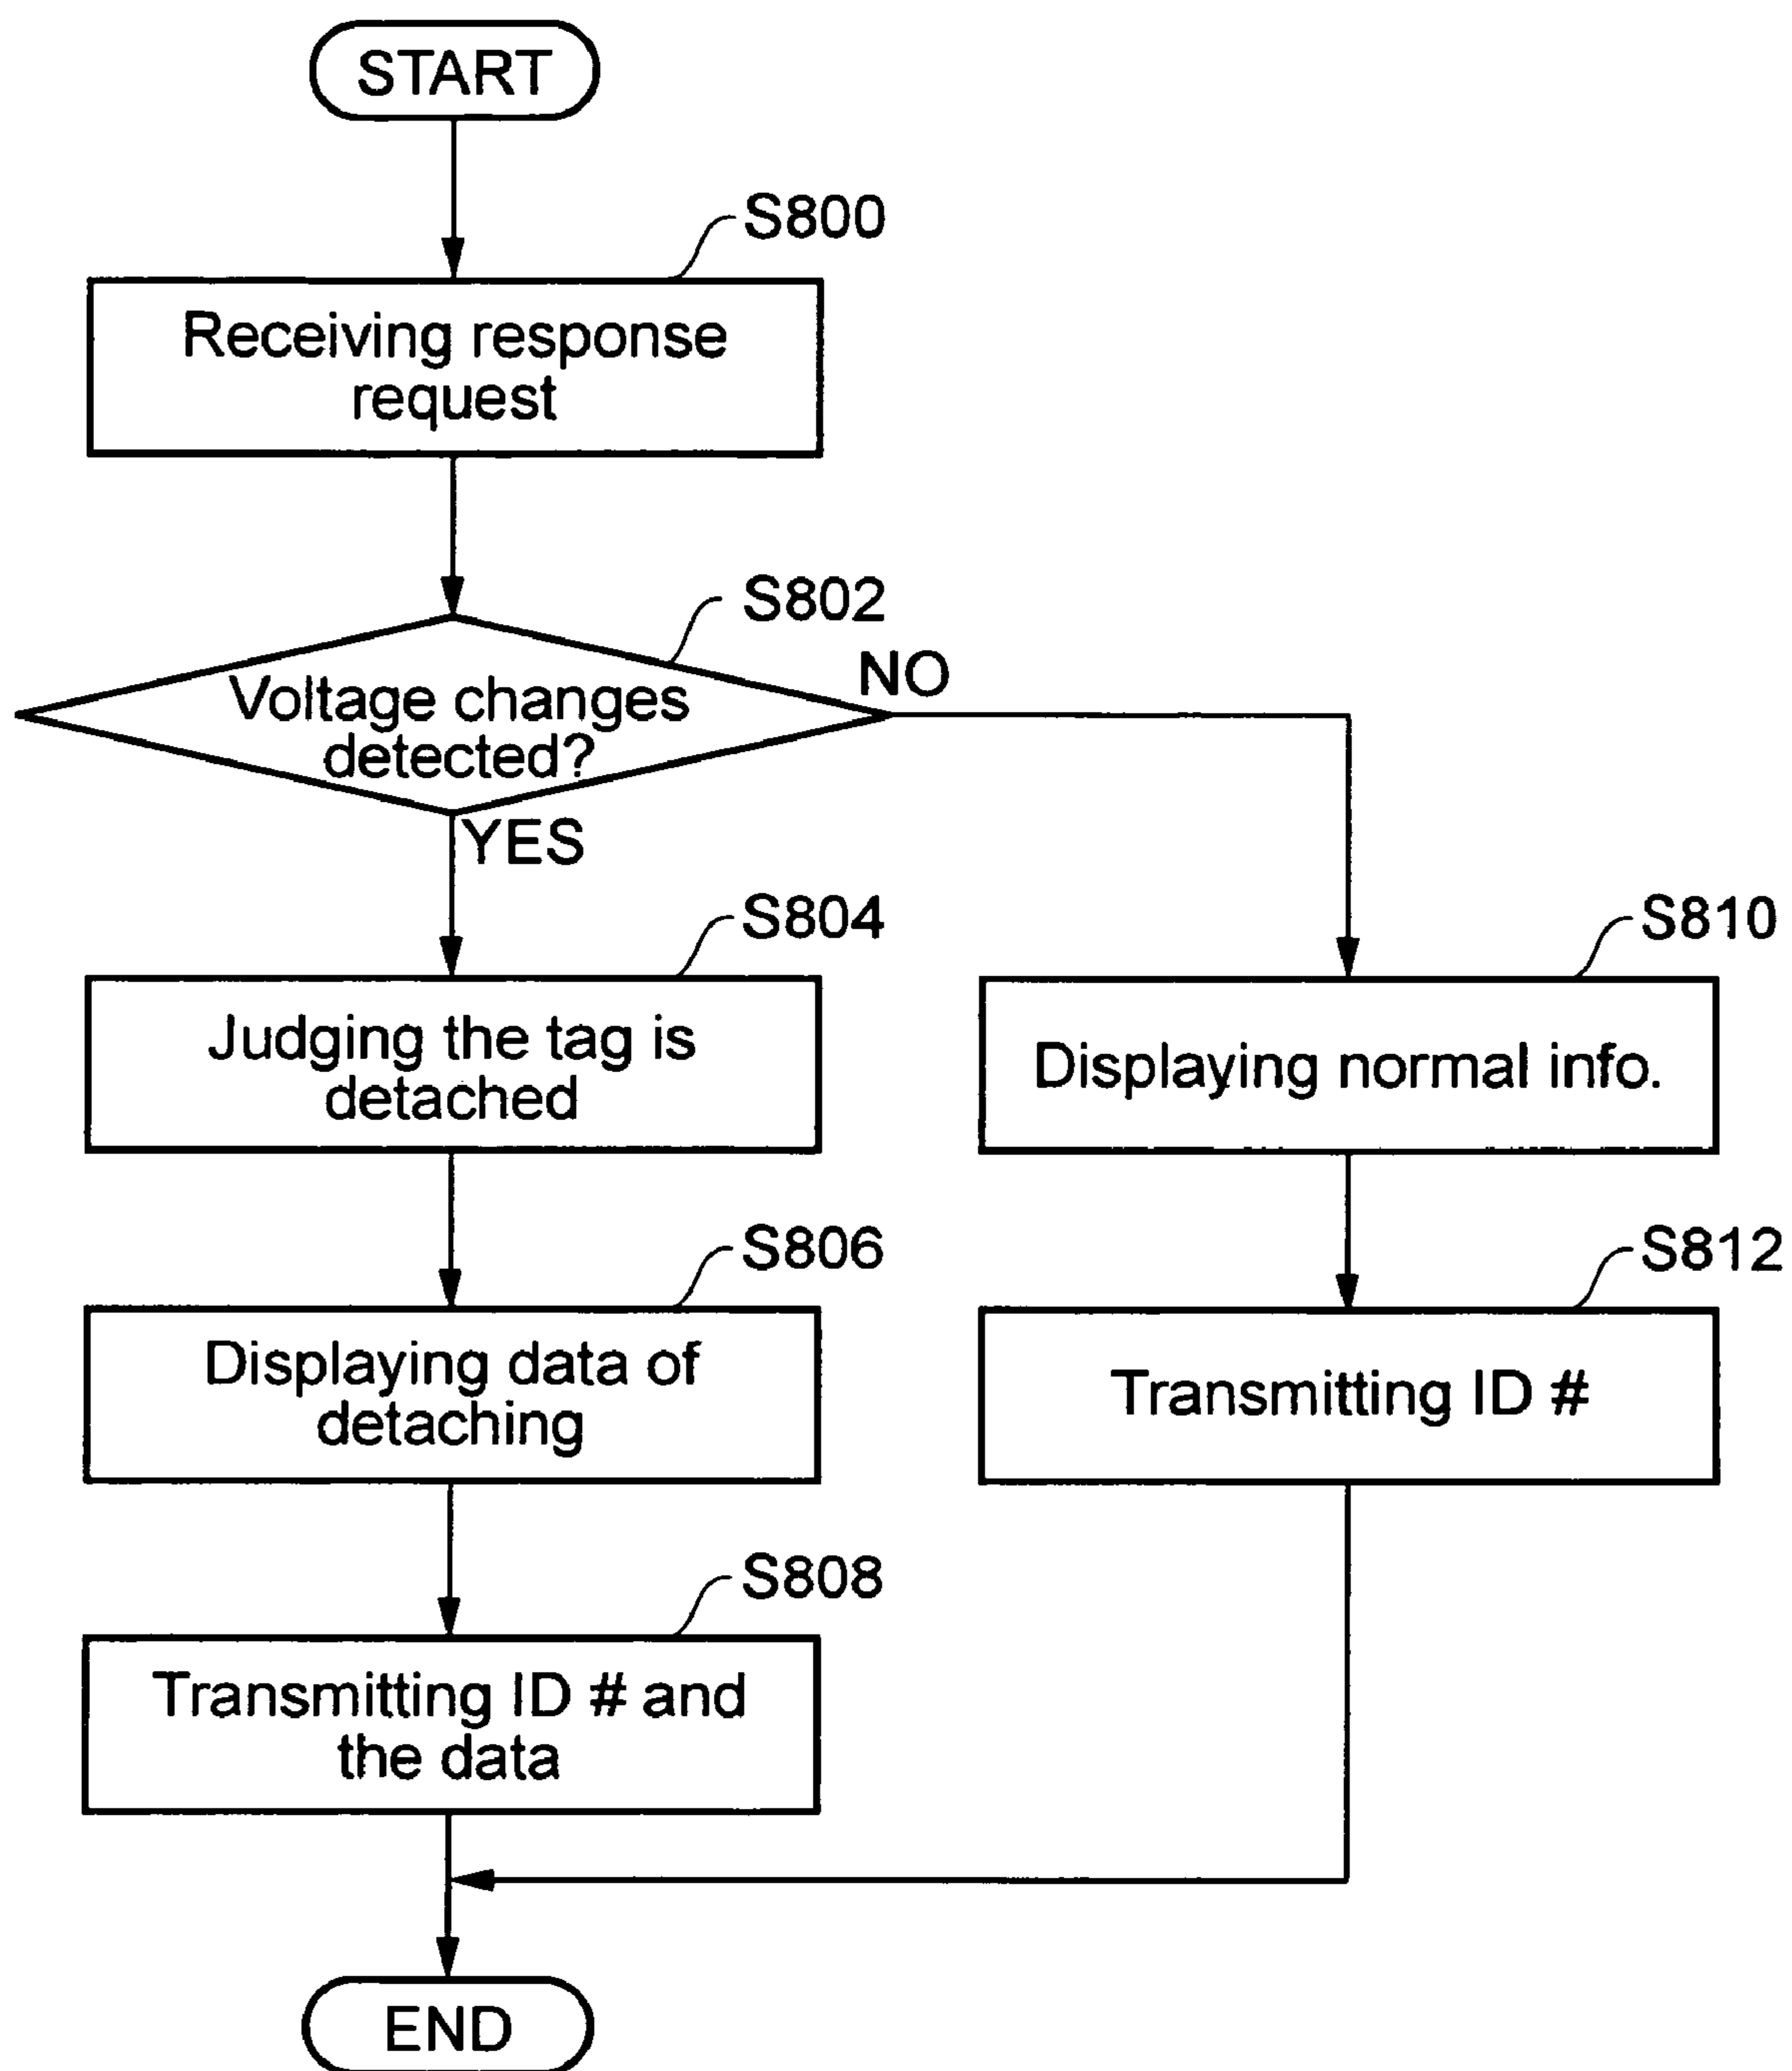 START
S800
Receiving response
request
S802
Voltage changes
detected?
NO
YES
S804
Judging the tag is
detached
S810
Displaying normal info.
S806
Displaying data of
detaching
S812
Transmitting ID #
S808
Transmitting ID # and
the data
END